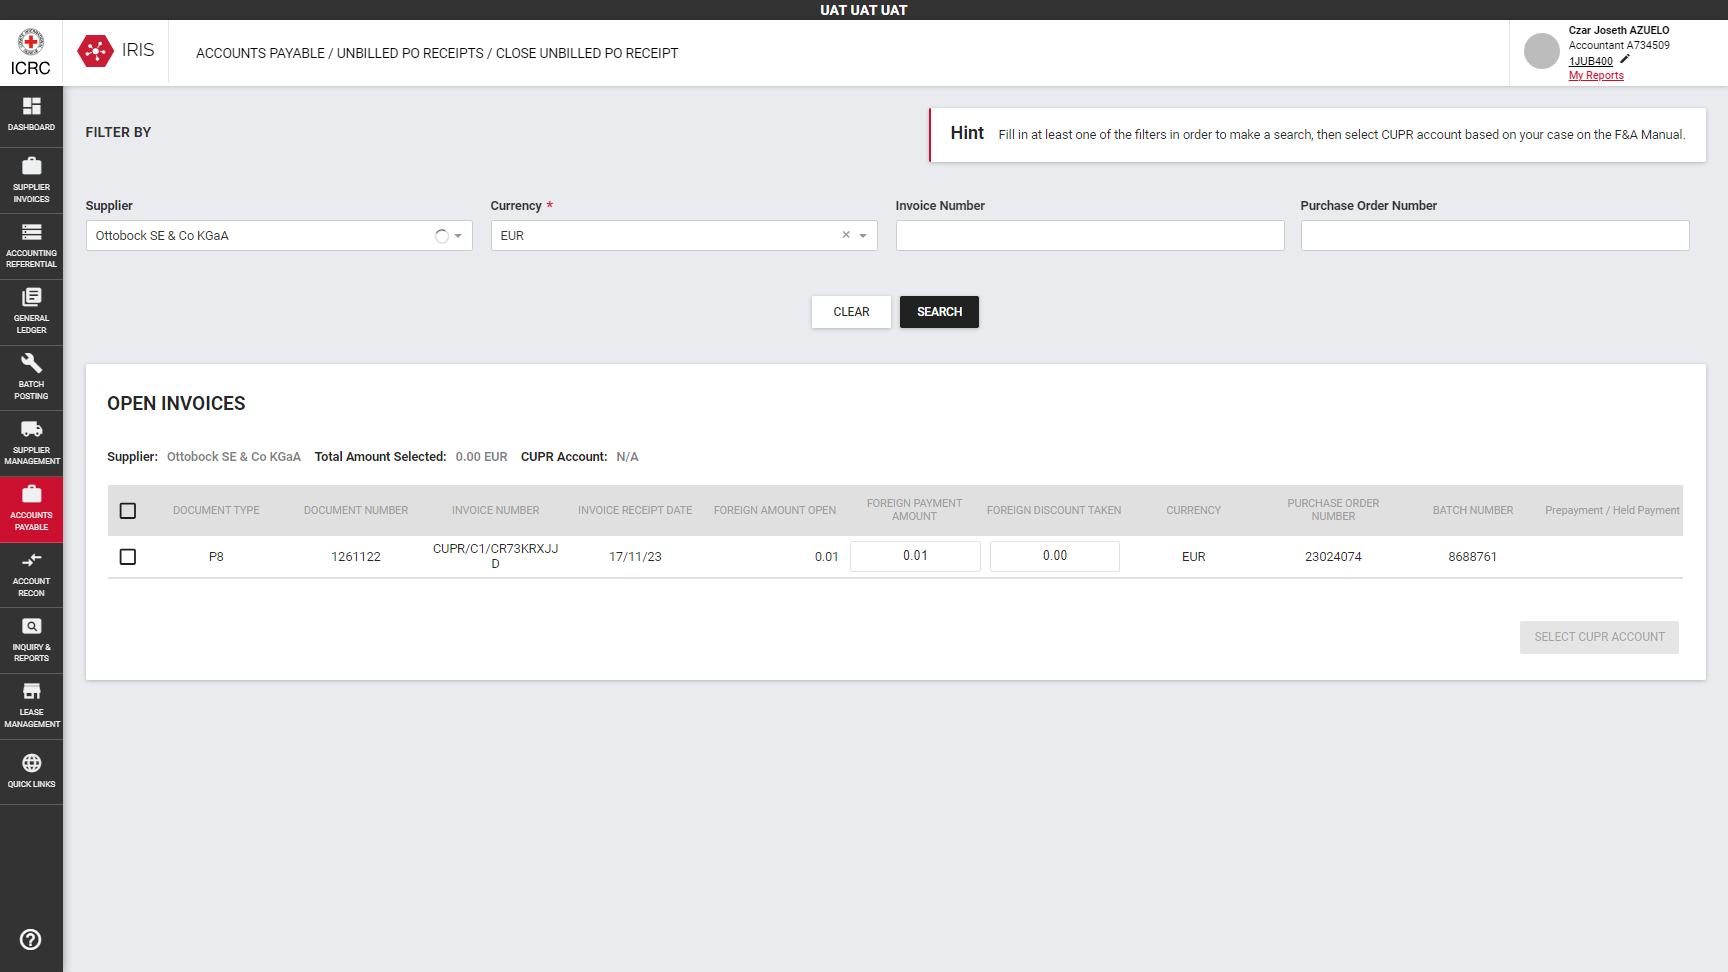 UAT UAT UAT
ICRC
IRIS
ACCOUNTS PAYABLE / UNBILLED PO RECEIPTS / CLOSE UNBILLED PO RECEIPT
Czar Joseth AZUELO
Accountant A734509
1JUB400
My Reports
DASHBOARD
SUPPLIER
INVOICES
ACCOUNTING
REFERENTIAL
GENERAL
LEDGER
BATCH
POSTING
SUPPLIER
MANAGEMENT
ACCOUNTS
PAYABLE
ACCOUNT
RECON
INQUIRY &
REPORTS
LEASE
MANAGEMENT
QUICK LINKS
FILTER BY
Hint Fill in at least one of the filters in order to make a search, then select CUPR account based on your case on the F&A Manual.
Supplier
Ottobock SE & Co KGaA
Currency *
EUR
Invoice Number
Purchase Order Number
CLEAR
SEARCH
OPEN INVOICES
Supplier: Ottobock SE & Co KGaA Total Amount Selected: 0.00 EUR CUPR Account: N/A
DOCUMENT TYPE
DOCUMENT NUMBER
INVOICE NUMBER
INVOICE RECEIPT DATE
FOREIGN AMOUNT OPEN
FOREIGN PAYMENT
AMOUNT
FOREIGN DISCOUNT TAKEN
CURRENCY
PURCHASE ORDER
NUMBER
BATCH NUMBER
Prepayment / Held Payment
P8
1261122
CUPR/C1/CR73KRXJJ
D
17/11/23
0.01
0.01
0.00
EUR
23024074
8688761
SELECT CUPR ACCOUNT